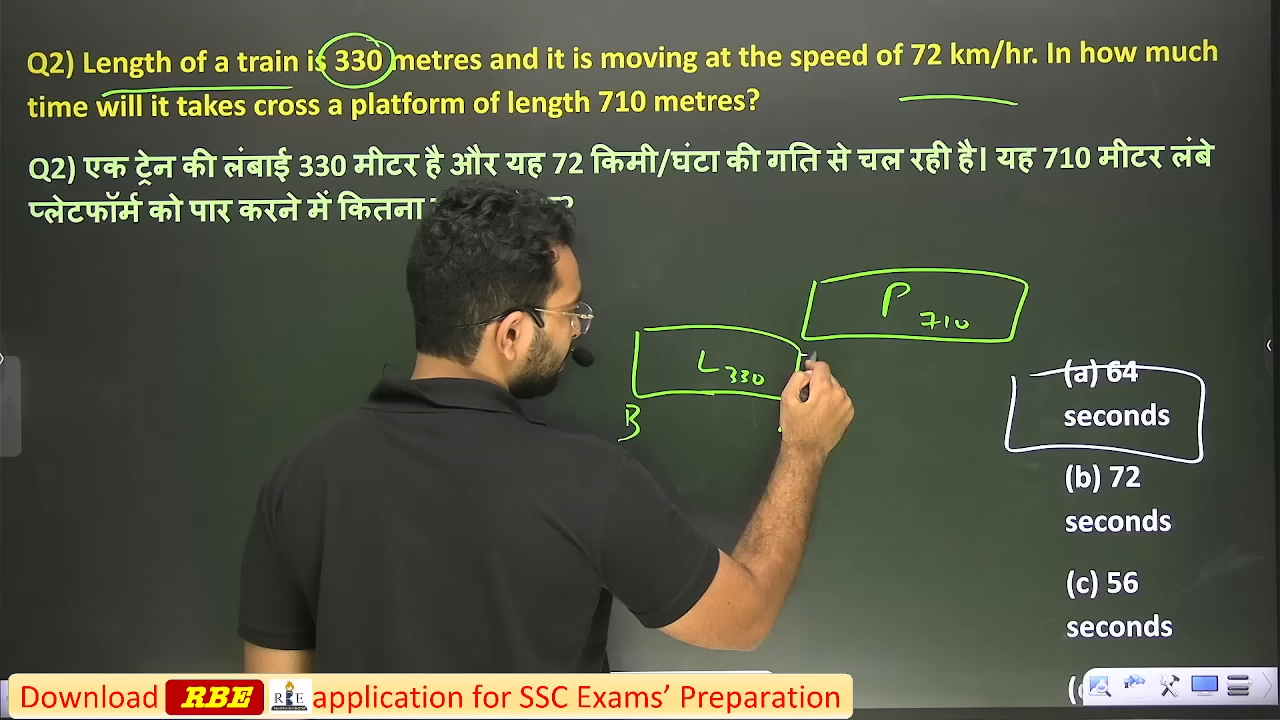 Q2) Length of a train is 330 metres and it is moving at the speed of 72 km/hr. In how much
time will it takes cross a platform of length 710 metres?
Q2) एक ट्रेन की लंबाई 330 मीटर है और यह 72 किमी/घंटा की गति से चल रही है। यह 710 मीटर लंबे
प्लेटफॉर्म को पार करने में कितना
P 710
L 330
B
(a) 64
seconds
(b) 72
seconds
(c) 56
seconds
Download RBE RBE application for SSC Exams’ Preparation